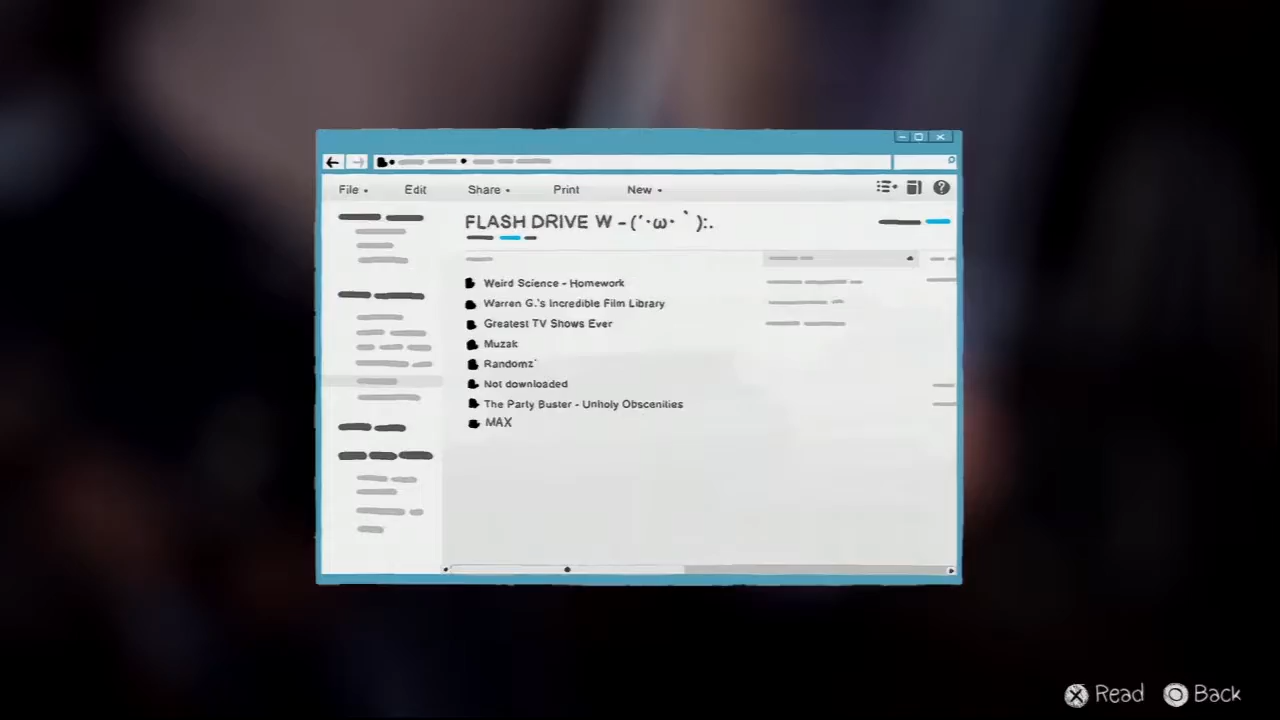 File Edit Share Print New
FLASH DRIVE W - (´･ω･`):.
Weird Science - Homework
Warren G.'s Incredible Film Library
Greatest TV Shows Ever
Muzak
Randomz`
Not downloaded
The Party Buster - Unholy Obscenities
MAX
Read Back